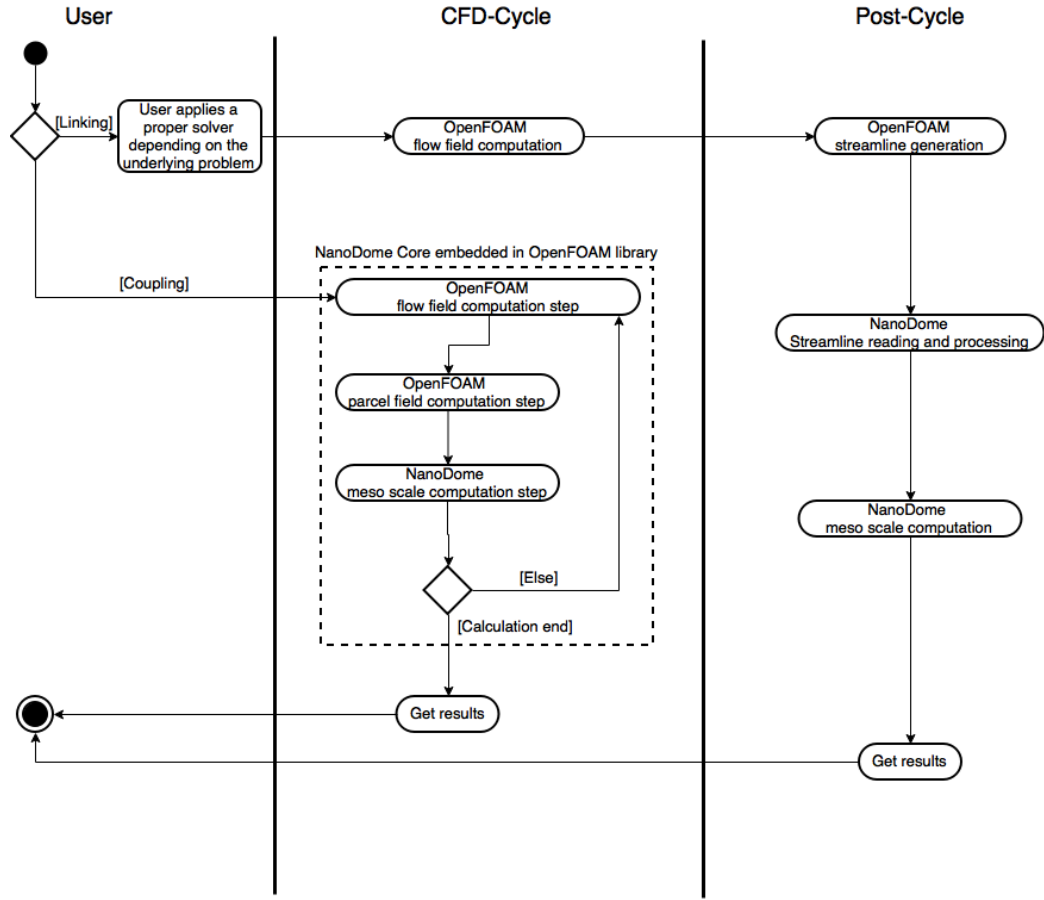 User
CFD-Cycle
Post-Cycle
[Linking]
User applies a
proper solver
depending on the
underlying problem
OpenFOAM
flow field computation
OpenFOAM
streamline generation
NanoDome Core embedded in OpenFOAM library
[Coupling]
OpenFOAM
flow field computation step
NanoDome
Streamline reading and processing
OpenFOAM
parcel field computation step
NanoDome
meso scale computation step
NanoDome
meso scale computation
[Else]
[Calculation end]
Get results
Get results